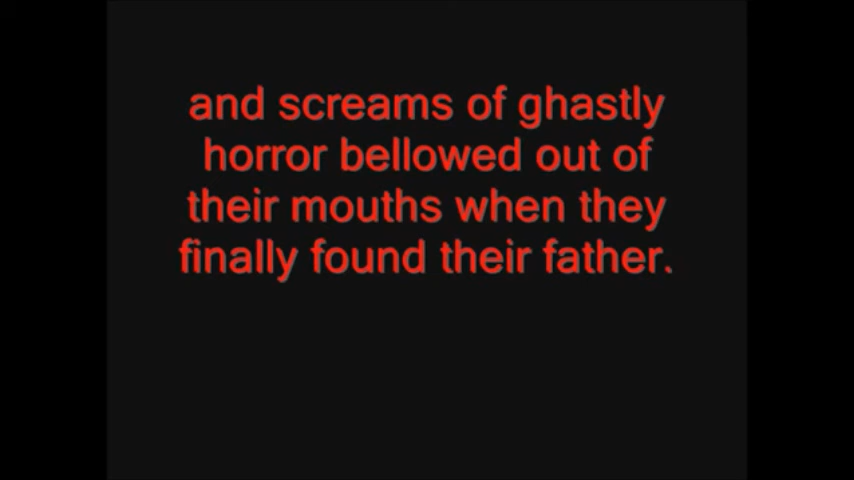 and screams of ghastly
horror bellowed out of
their mouths when they
finally found their father.